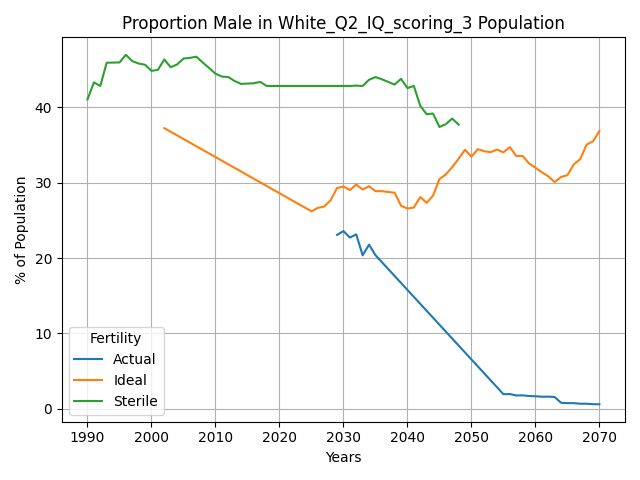 Proportion Male in White_Q2_IQ_scoring_3 Population
% of Population
40
30
20
10
0
Fertility
Actual
Ideal
Sterile
1990 2000 2010 2020 2030 2040 2050 2060 2070
Years